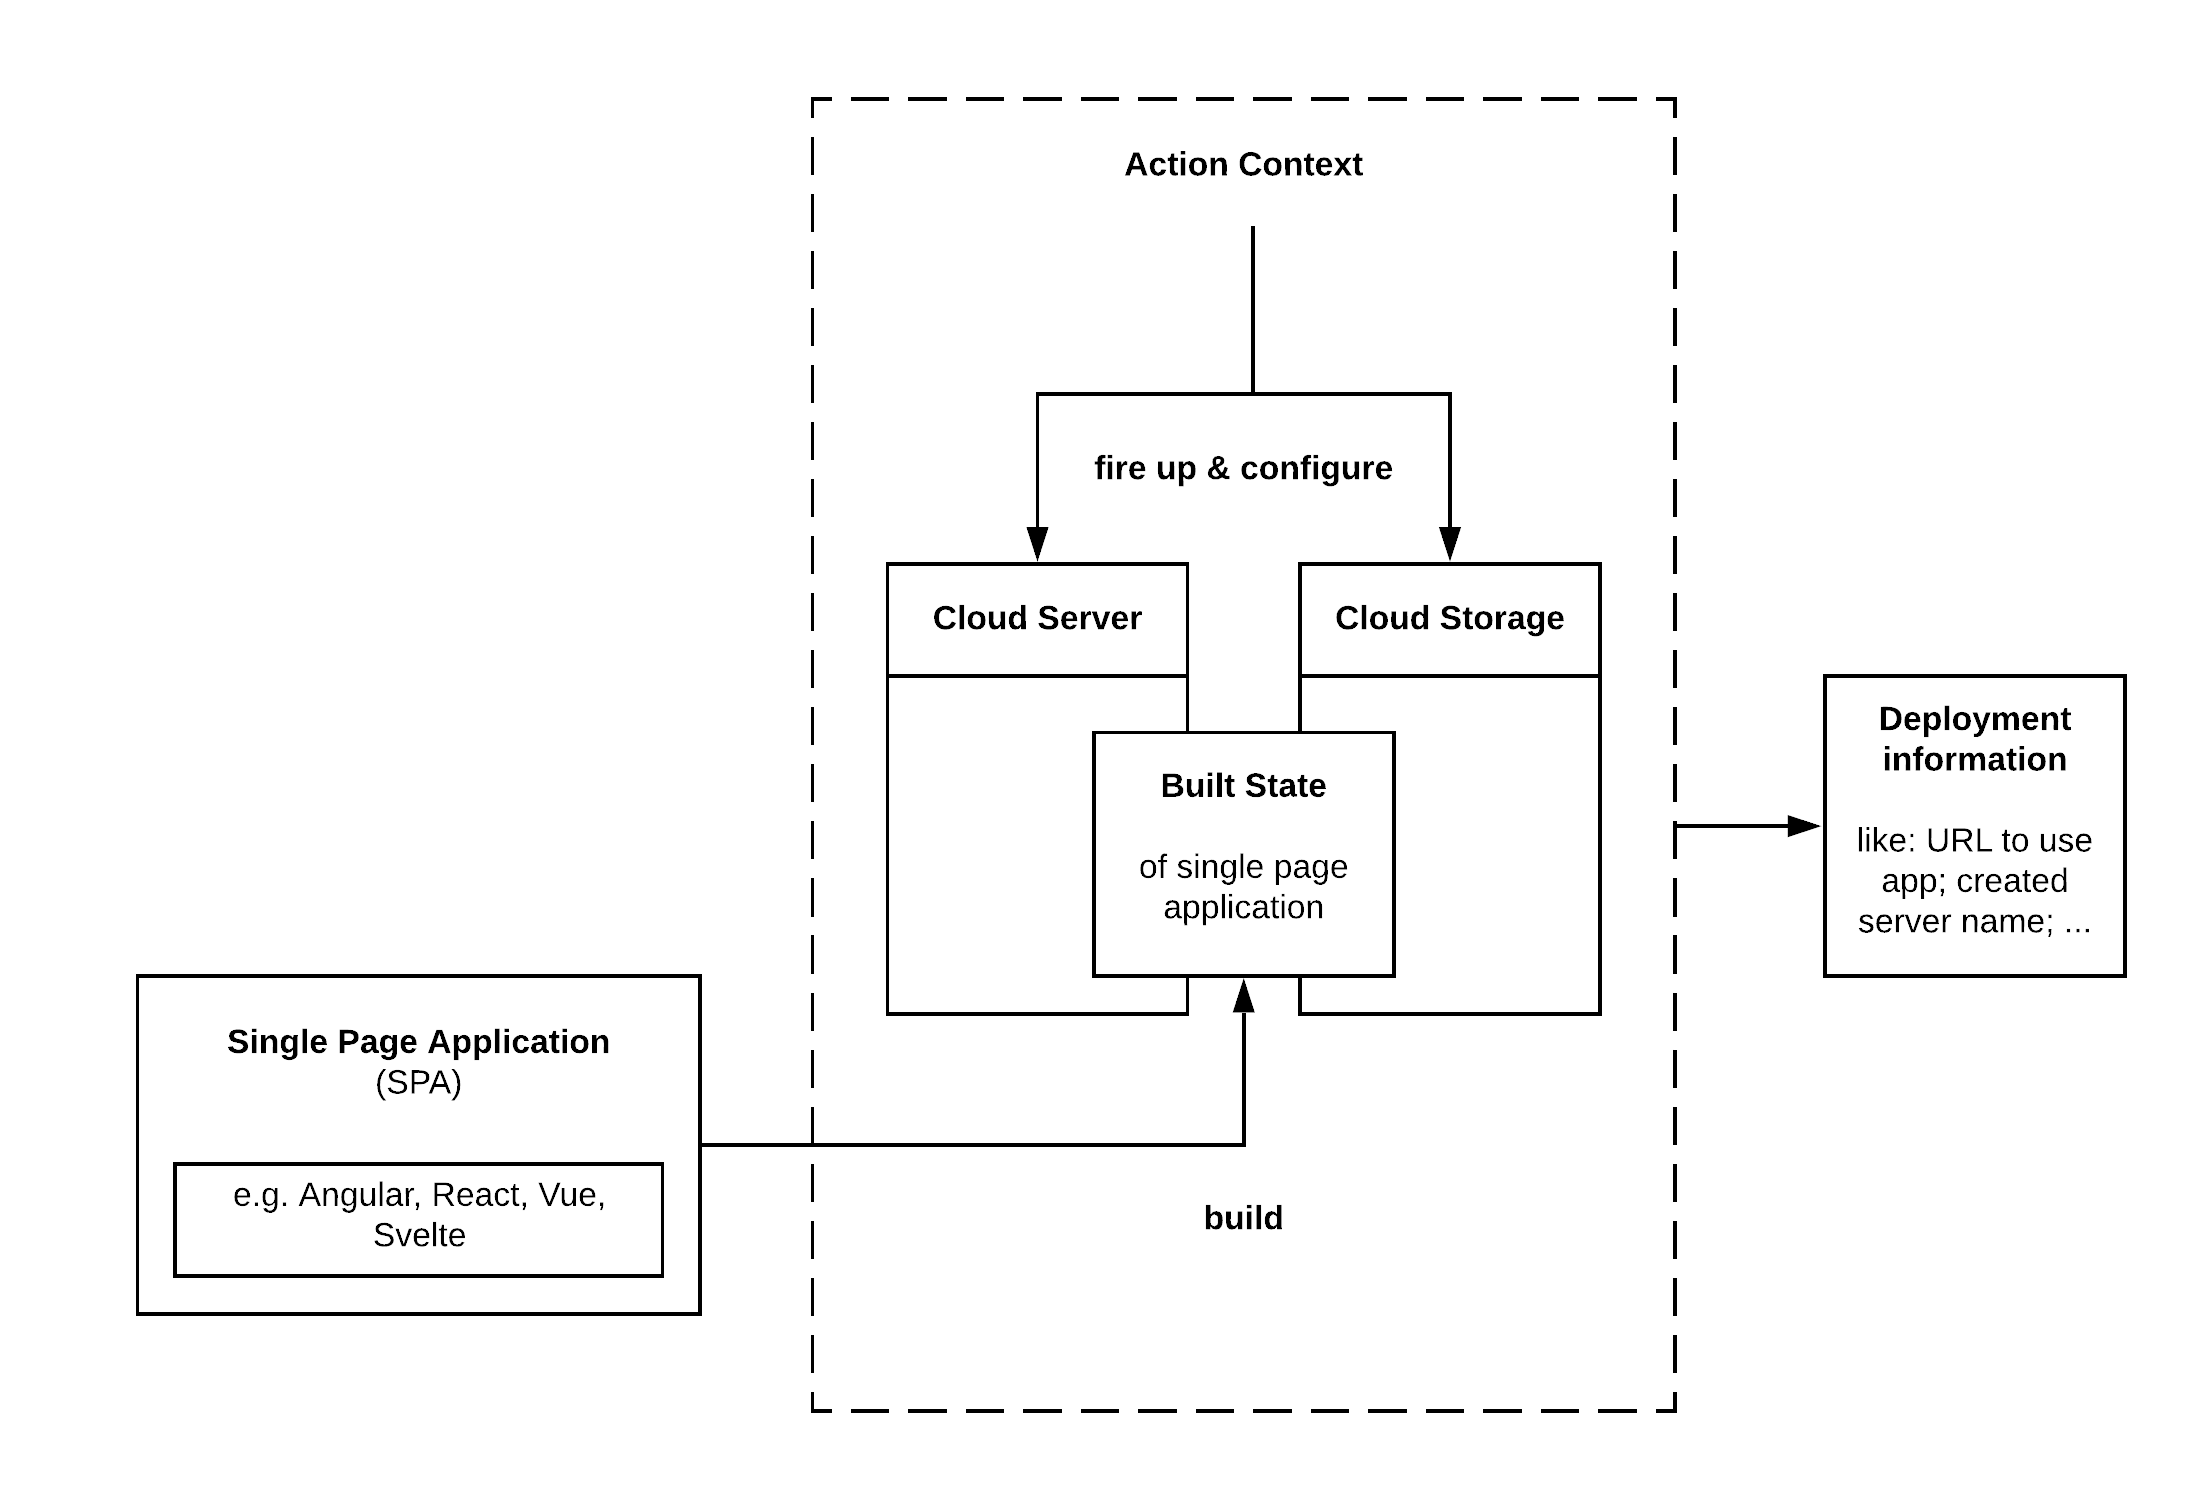 Action Context
fire up & configure
Cloud Server
Cloud Storage
Built State
of single page
application
Deployment
information
like: URL to use
app; created
server name; ...
Single Page Application
(SPA)
e.g. Angular, React, Vue,
Svelte
build